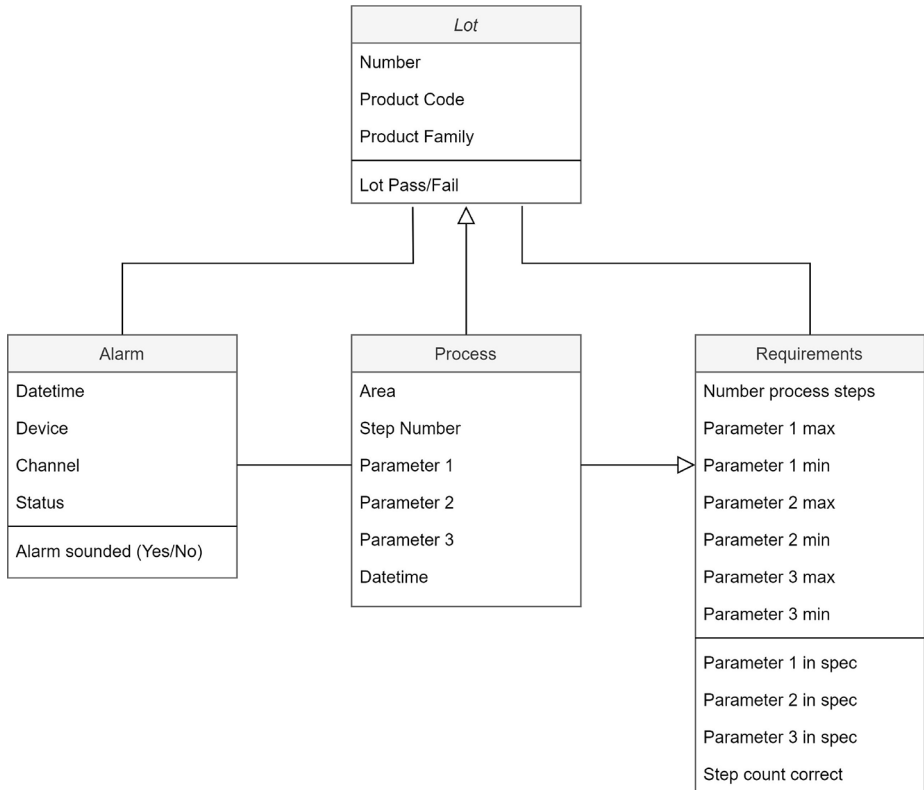 Lot
Number
Product Code
Product Family
Lot Pass/Fail
Alarm
Datetime
Device
Channel
Status
Alarm sounded (Yes/No)
Process
Area
Step Number
Parameter 1
Parameter 2
Parameter 3
Datetime
Requirements
Number process steps
Parameter 1 max
Parameter 1 min
Parameter 2 max
Parameter 2 min
Parameter 3 max
Parameter 3 min
Parameter 1 in spec
Parameter 2 in spec
Parameter 3 in spec
Step count correct